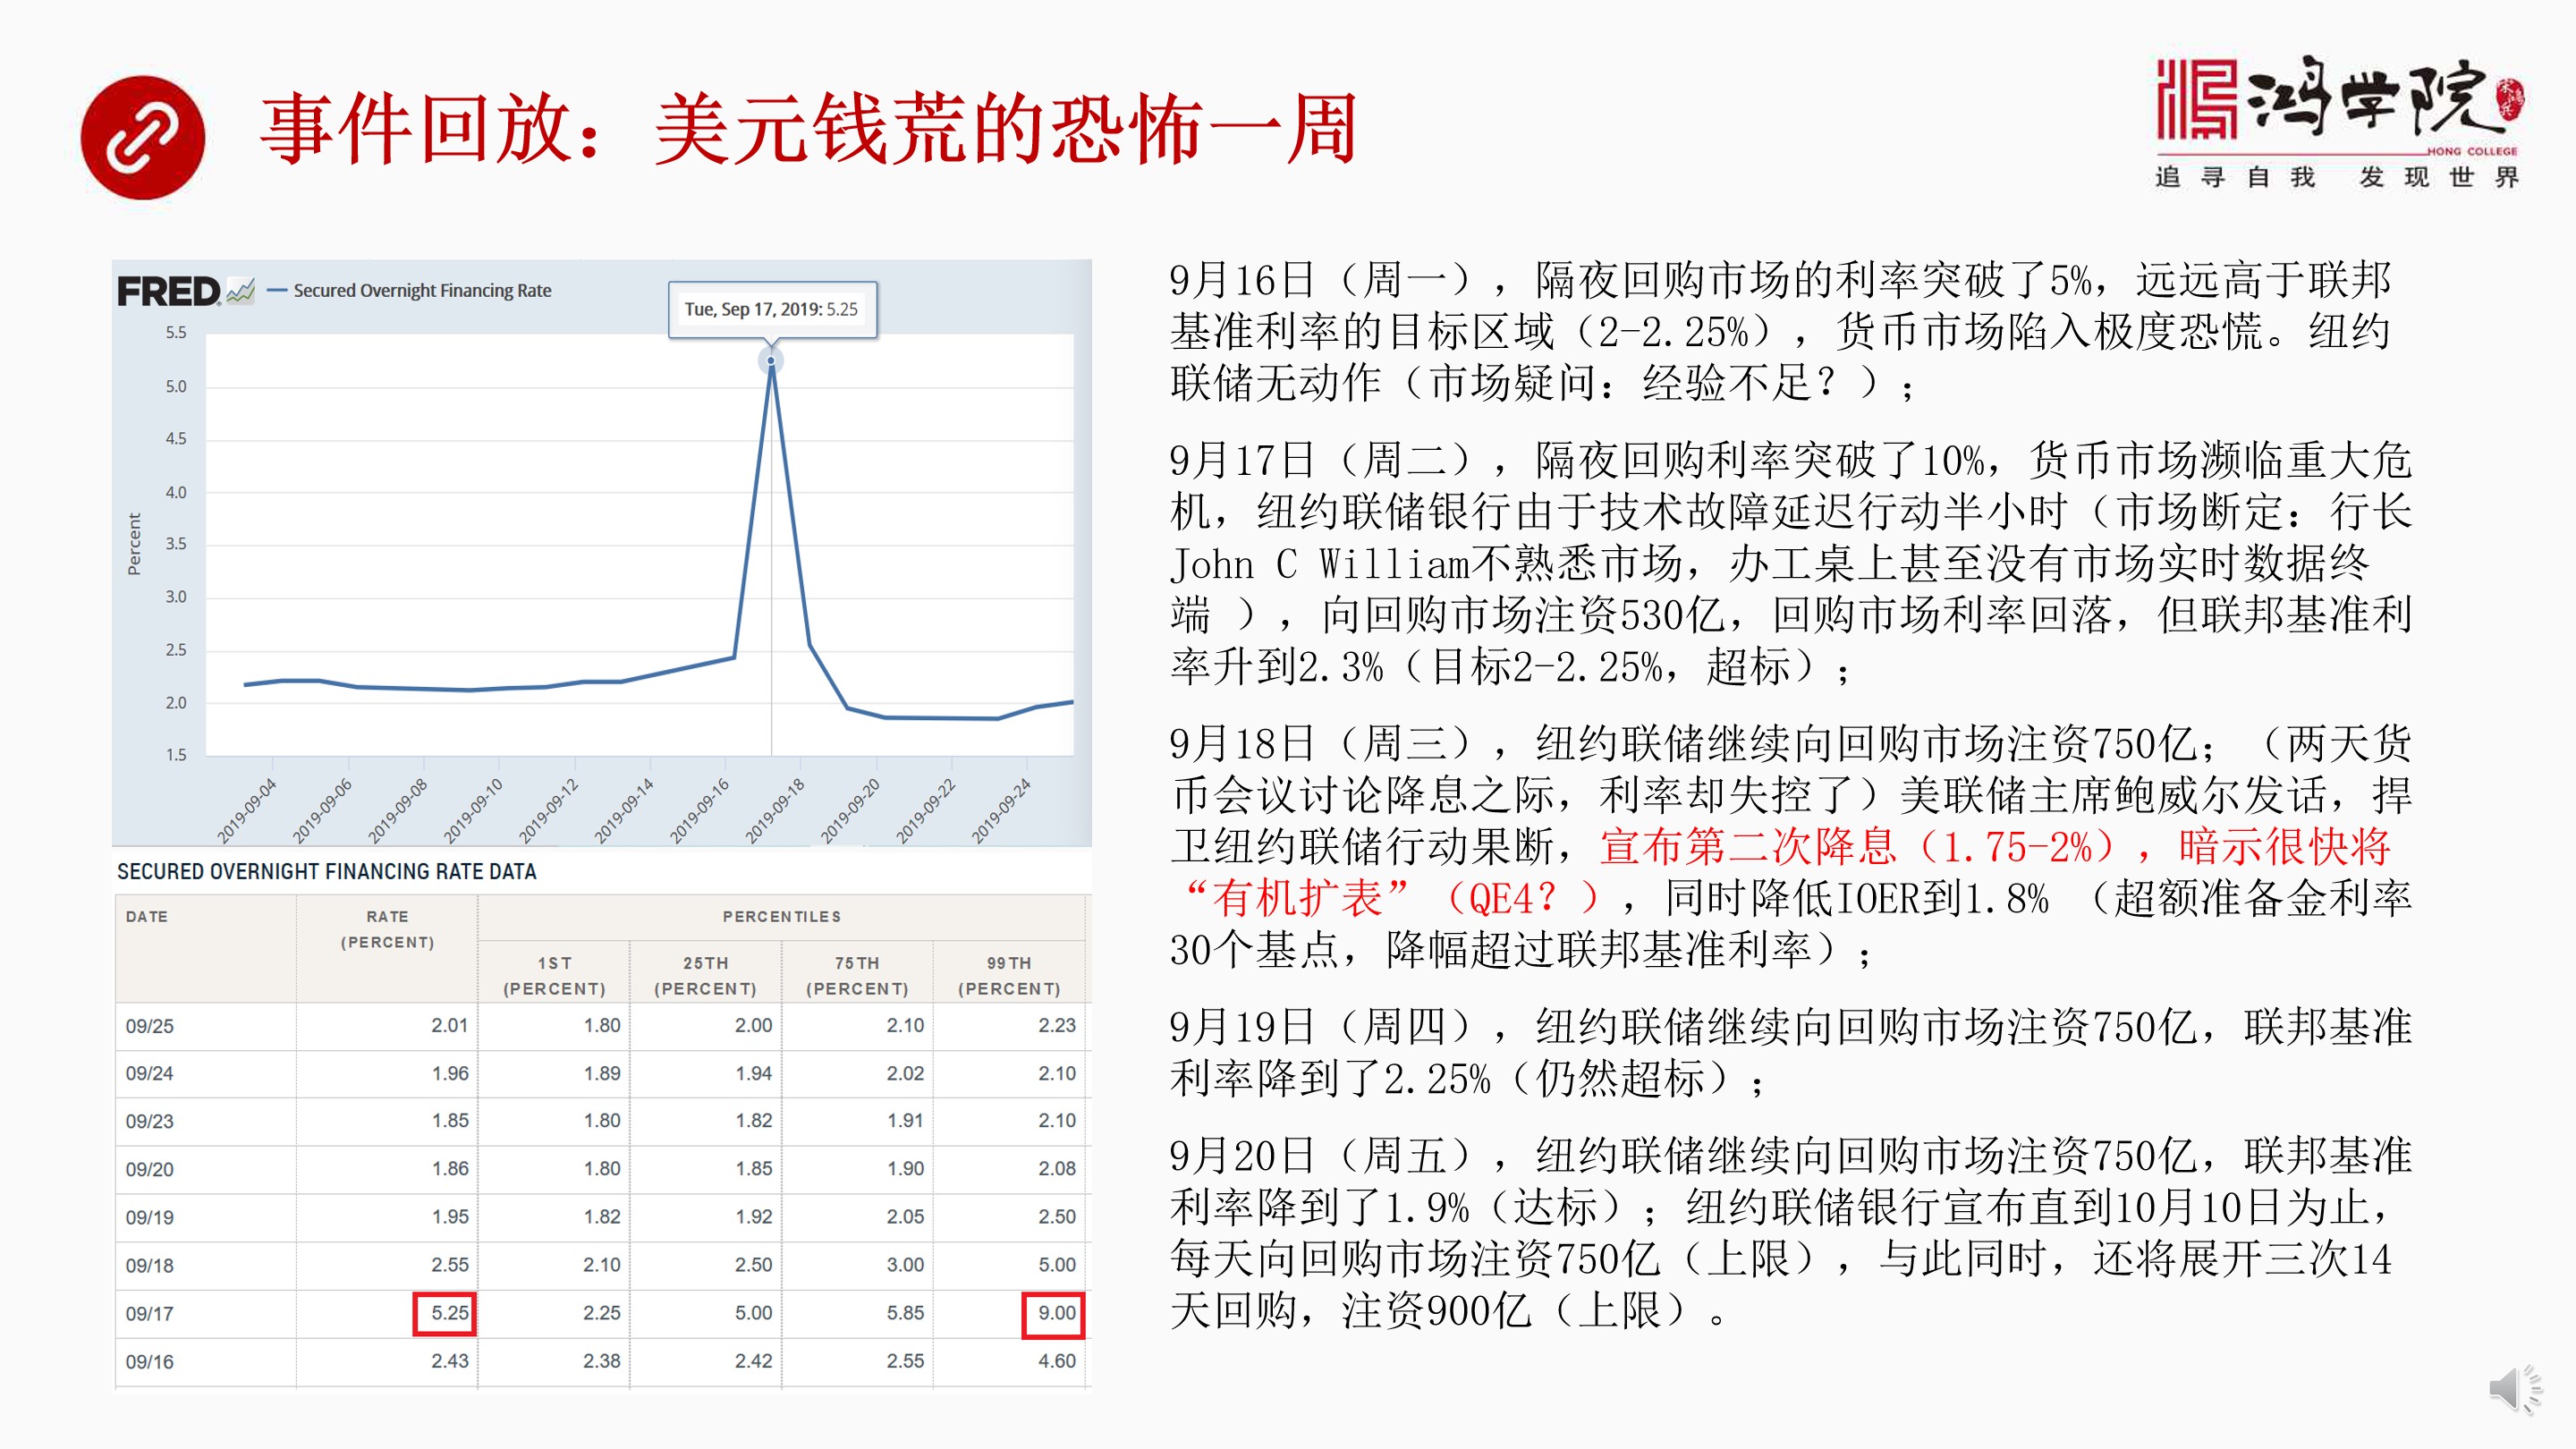 事件回放：美元钱荒的恐怖一周
鸿学院
HONG COLLEGE
追寻自我 发现世界
FRED
Secured Overnight Financing Rate
Tue, Sep 17, 2019: 5.25
5.5
5.0
4.5
4.0
3.5
3.0
2.5
2.0
1.5
Percent
2019-09-04
2019-09-06
2019-09-08
2019-09-10
2019-09-12
2019-09-14
2019-09-16
2019-09-18
2019-09-20
2019-09-22
2019-09-24
SECURED OVERNIGHT FINANCING RATE DATA
DATE RATE PERCENTILES
(PERCENT)
1ST 25TH 75TH 99TH
(PERCENT) (PERCENT) (PERCENT) (PERCENT)
09/25 2.01 1.80 2.00 2.10 2.23
09/24 1.96 1.89 1.94 2.02 2.10
09/23 1.85 1.80 1.82 1.91 2.10
09/20 1.86 1.80 1.85 1.90 2.08
09/19 1.95 1.82 1.92 2.05 2.50
09/18 2.55 2.10 2.50 3.00 5.00
09/17 5.25 2.25 5.00 5.85 9.00
09/16 2.43 2.38 2.42 2.55 4.60
9月16日（周一），隔夜回购市场的利率突破了5%，远远高于联邦
基准利率的目标区域（2-2.25%），货币市场陷入极度恐慌。纽约
联储无动作（市场疑问：经验不足？）；
9月17日（周二），隔夜回购利率突破了10%，货币市场濒临重大危
机，纽约联储银行由于技术故障延迟行动半小时（市场断定：行长
John C William不熟悉市场，办工桌上甚至没有市场实时数据终
端 ），向回购市场注资530亿，回购市场利率回落，但联邦基准利
率升到2.3%（目标2-2.25%，超标）；
9月18日（周三），纽约联储继续向回购市场注资750亿；（两天货
币会议讨论降息之际，利率却失控了）美联储主席鲍威尔发话，捍
卫纽约联储行动果断，宣布第二次降息（1.75-2%），暗示很快将
“有机扩表”（QE4？），同时降低IOER到1.8% （超额准备金利率
30个基点，降幅超过联邦基准利率）；
9月19日（周四），纽约联储继续向回购市场注资750亿，联邦基准
利率降到了2.25%（仍然超标）；
9月20日（周五），纽约联储继续向回购市场注资750亿，联邦基准
利率降到了1.9%（达标）；纽约联储银行宣布直到10月10日为止，
每天向回购市场注资750亿（上限），与此同时，还将展开三次14
天回购，注资900亿（上限）。